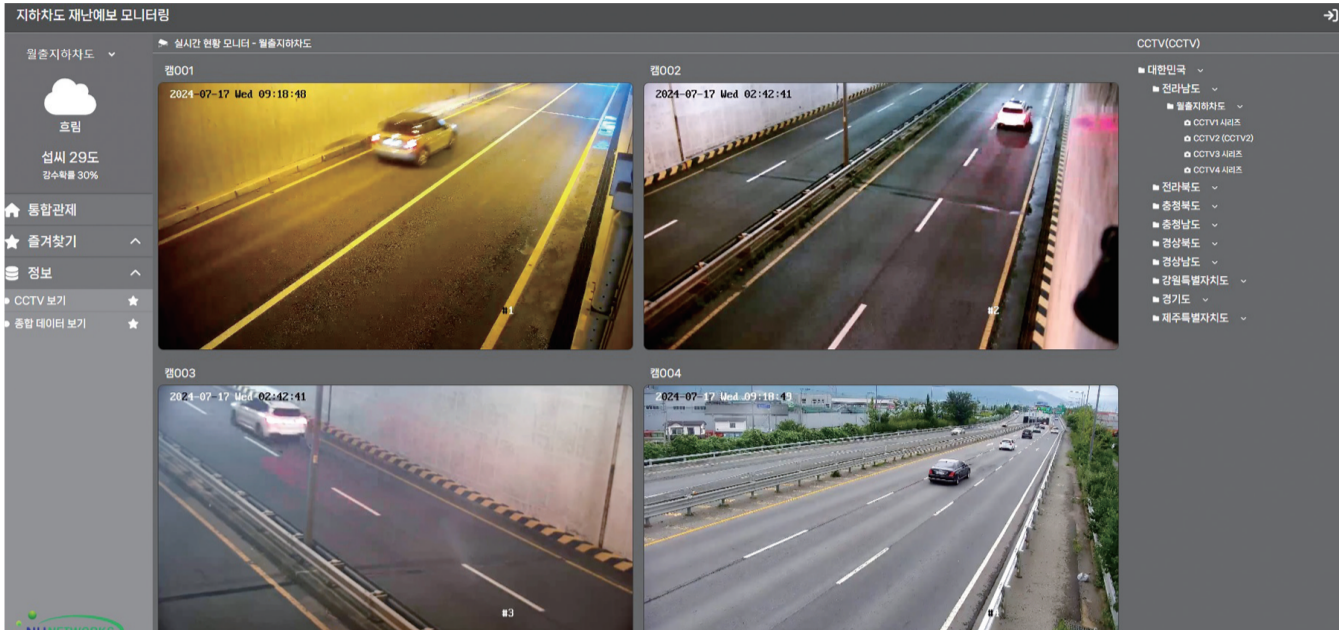 지하차도 재난예보 모니터링
월출지하차도
흐림
섭씨 29도
강수확률 30%
통합관제
즐겨찾기
정보
CCTV 보기
종합 데이터 보기
실시간 현황 모니터 - 월출지하차도
캠001
2024-07-17 Wed 09:18:48
#1
캠002
2024-07-17 Wed 02:42:41
#2
캠003
2024-07-17 Wed 02:42:41
#3
캠004
2024-07-17 Wed 09:18:49
#4
CCTV(CCTV)
대한민국
전라남도
월출지하차도
CCTV1 시리즈
CCTV2 (CCTV2)
CCTV3 시리즈
CCTV4 시리즈
전라북도
충청북도
충청남도
경상북도
경상남도
강원특별자치도
경기도
제주특별자치도